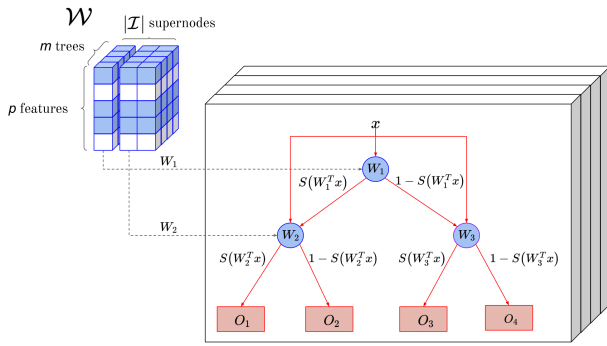 𝒲
|ℐ| supernodes
m trees
p features
x
W₁
W₁
S(W₁ᵀx)
1 − S(W₁ᵀx)
W₂
W₂
W₃
S(W₂ᵀx)
1 − S(W₂ᵀx)
S(W₃ᵀx)
1 − S(W₃ᵀx)
O₁
O₂
O₃
O₄